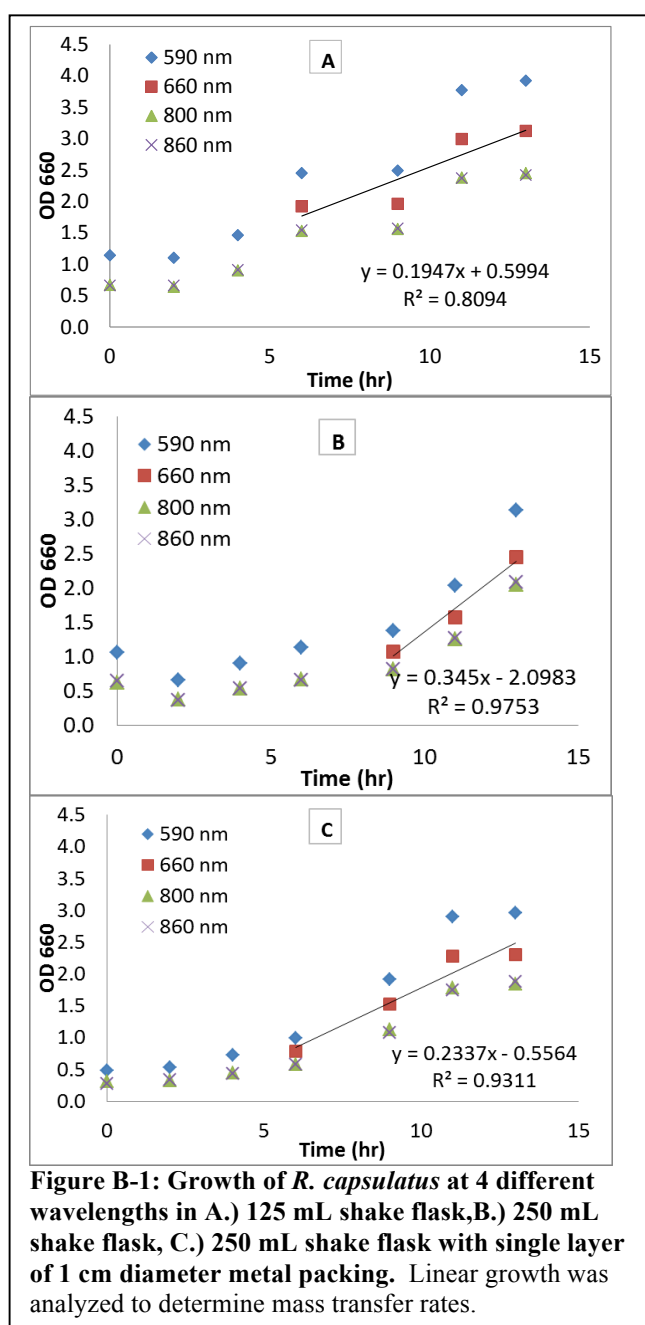 A
590 nm
660 nm
800 nm
860 nm
4.5
4.0
3.5
3.0
2.5
2.0
1.5
1.0
0.5
0.0
OD 660
y = 0.1947x + 0.5994
R² = 0.8094
0 5 10 15
Time (hr)
B
590 nm
660 nm
800 nm
860 nm
4.5
4.0
3.5
3.0
2.5
2.0
1.5
1.0
0.5
0.0
OD 660
y = 0.345x - 2.0983
R² = 0.9753
0 5 10 15
Time (hr)
C
590 nm
660 nm
800 nm
860 nm
4.5
4.0
3.5
3.0
2.5
2.0
1.5
1.0
0.5
0.0
OD 660
y = 0.2337x - 0.5564
R² = 0.9311
0 5 10 15
Time (hr)
Figure B-1: Growth of R. capsulatus at 4 different
wavelengths in A.) 125 mL shake flask,B.) 250 mL
shake flask, C.) 250 mL shake flask with single layer
of 1 cm diameter metal packing. Linear growth was
analyzed to determine mass transfer rates.